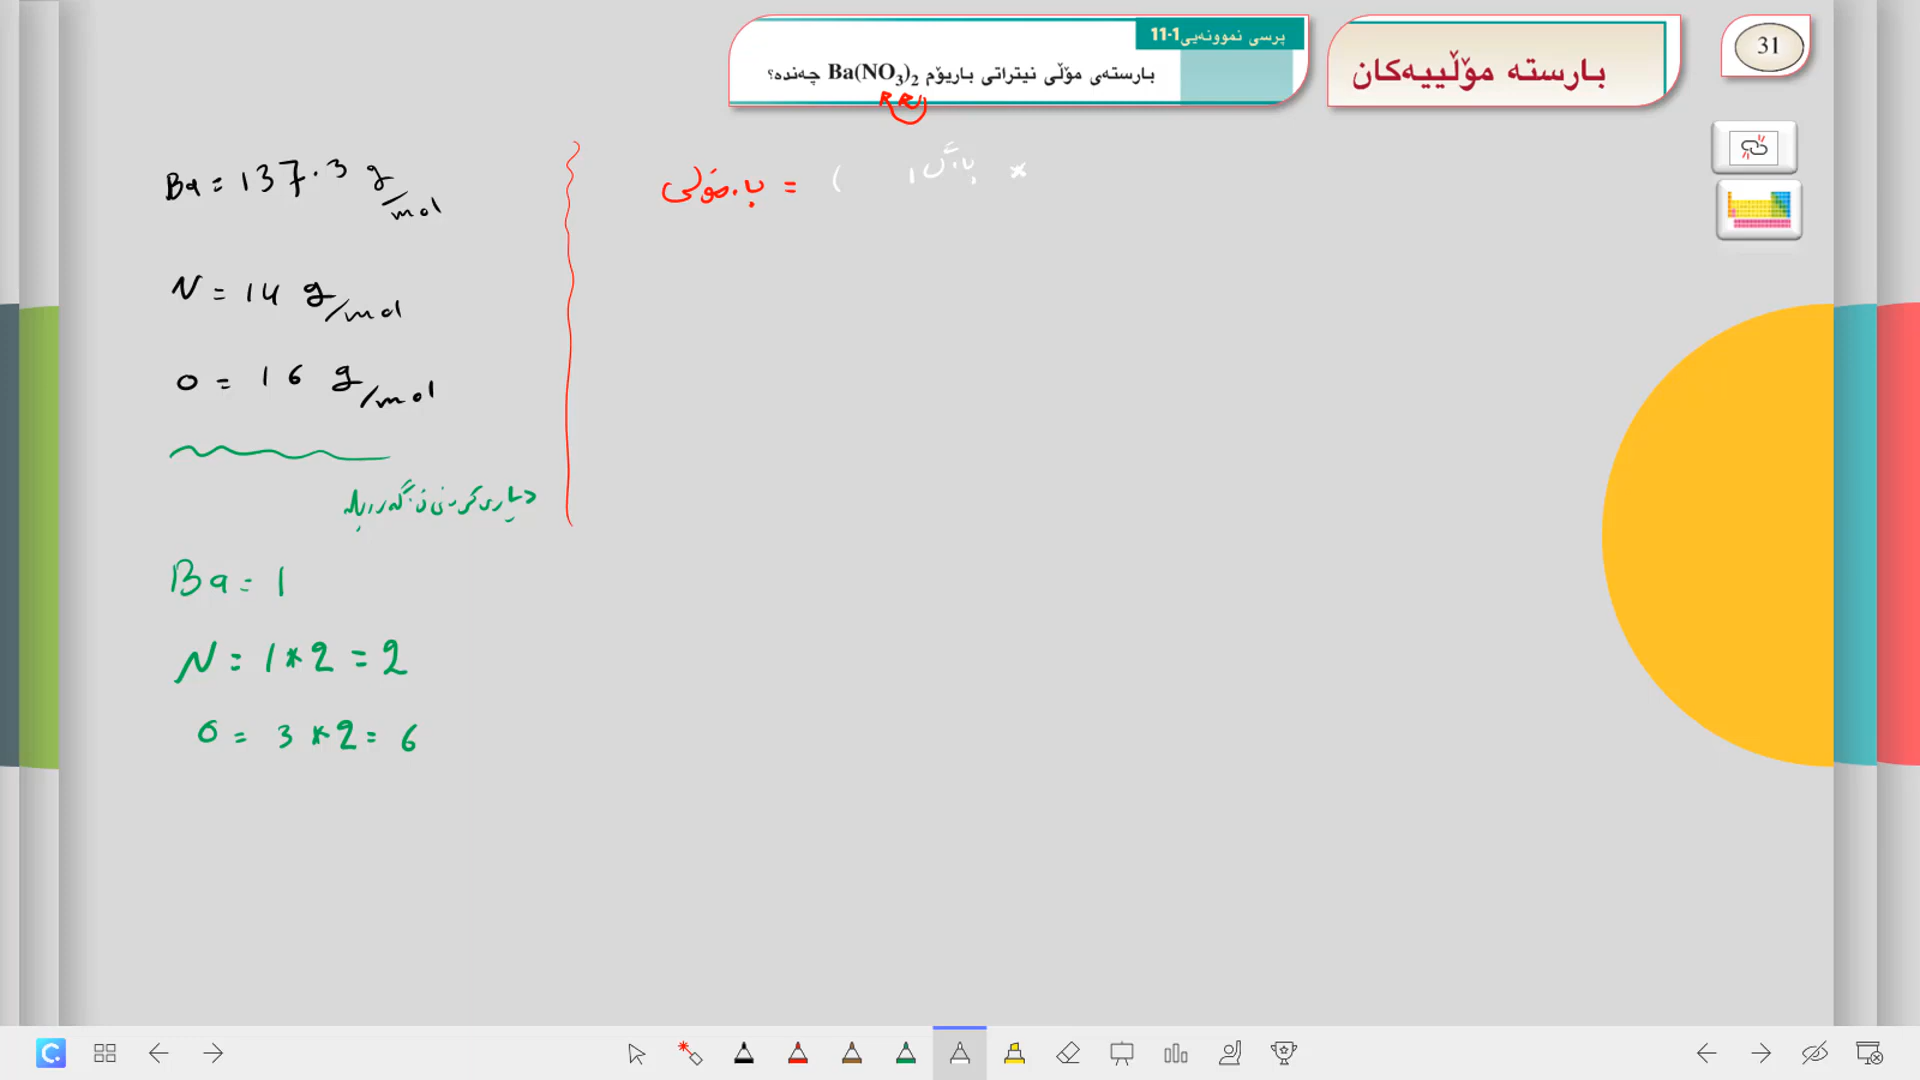 31
بارستە مۆڵییەکان
پرسی نموونەیی 1-11
بارستەی مۆڵی نیتراتی باریۆم Ba(NO3)2 چەندە؟
Ba = 137.3 g/mol
N = 14 g/mol
O = 16 g/mol
Ba = 1
N = 1*2 = 2
O = 3*2 = 6
ب.مۆلی = (
*